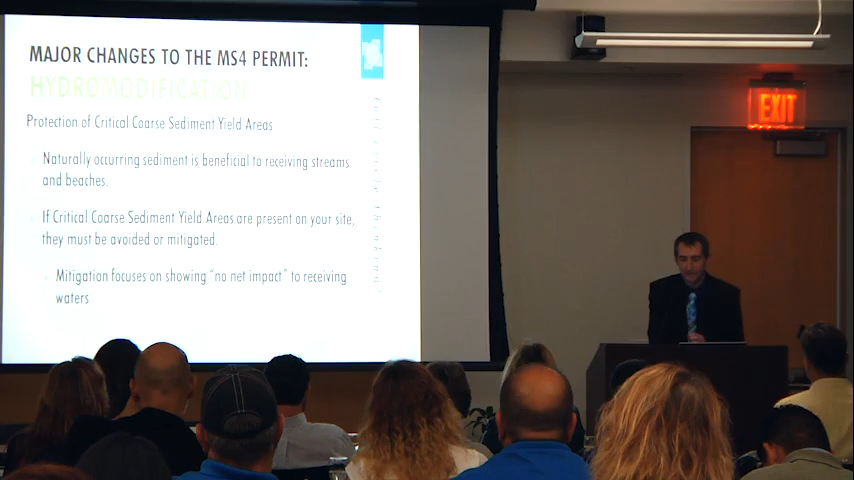 MAJOR CHANGES TO THE MS4 PERMIT:
HYDROMODIFICATION
Protection of Critical Coarse Sediment Yield Areas
Naturally occurring sediment is beneficial to receiving streams
and beaches.
If Critical Coarse Sediment Yield Areas are present on your site,
they must be avoided or mitigated.
Mitigation focuses on showing "no net impact" to receiving
waters
EXIT